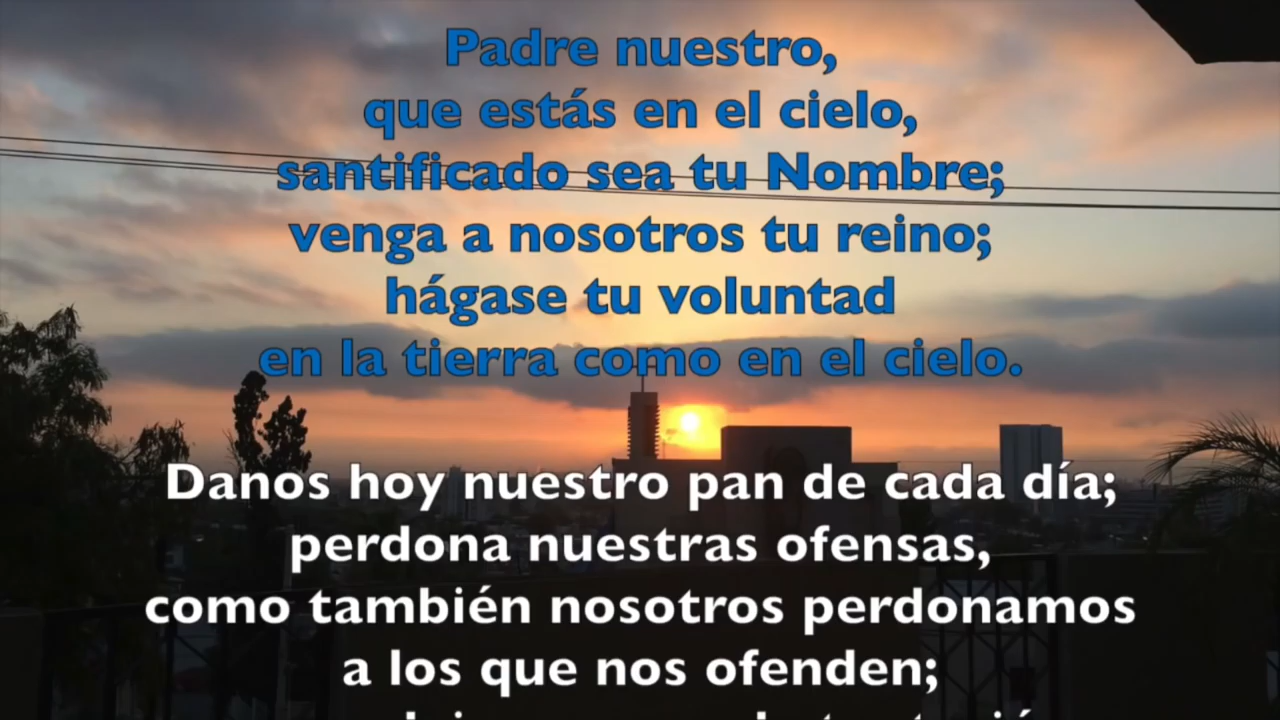 Padre nuestro,
que estás en el cielo,
santificado sea tu Nombre;
venga a nosotros tu reino;
hágase tu voluntad
en la tierra como en el cielo.
Danos hoy nuestro pan de cada día;
perdona nuestras ofensas,
como también nosotros perdonamos
a los que nos ofenden;